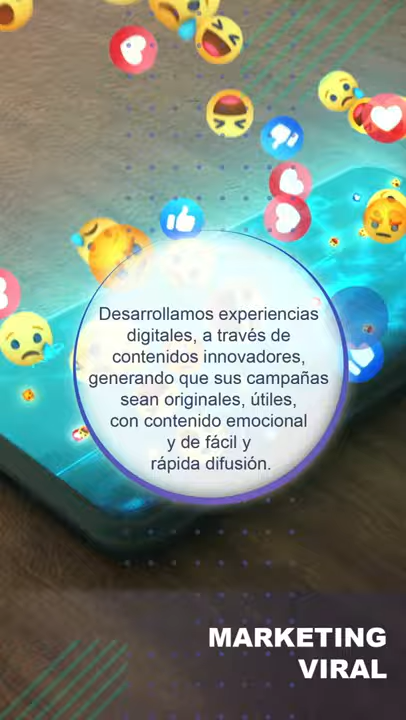 Desarrollamos experiencias
digitales, a través de
contenidos innovadores,
generando que sus campañas
sean originales, útiles,
con contenido emocional
y de fácil y
rápida difusión.
MARKETING
VIRAL